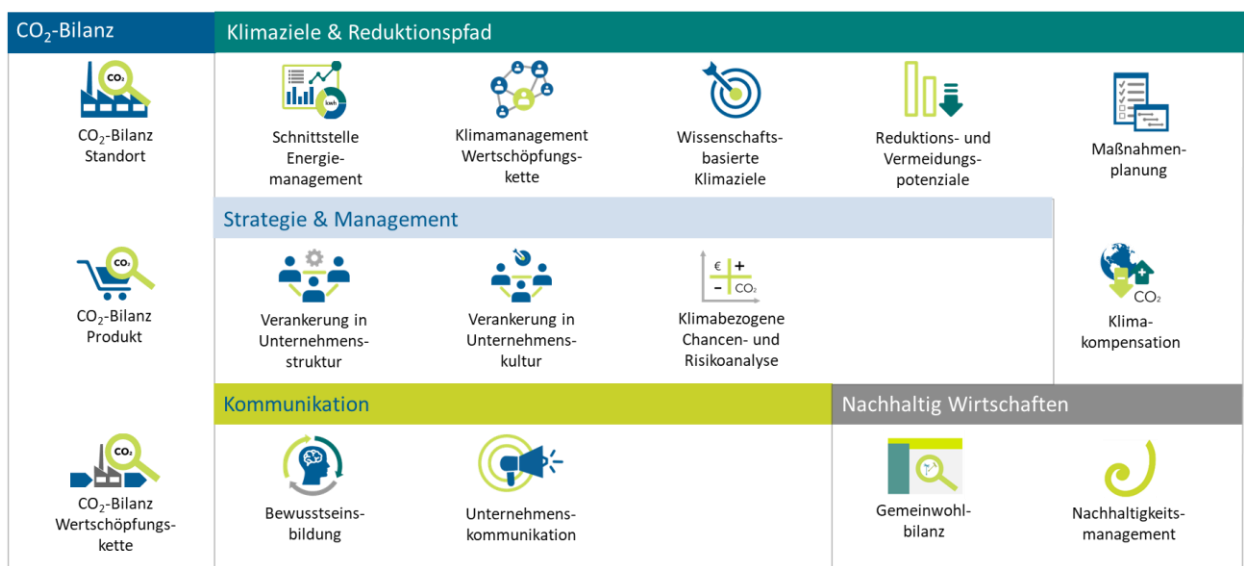 CO₂-Bilanz
Klimaziele & Reduktionspfad
CO₂
CO₂-Bilanz
Standort
kwh
Schnittstelle
Energie-
management
Klimamanagement
Wertschöpfungs-
kette
Wissenschafts-
basierte
Klimaziele
Reduktions- und
Vermeidungs-
potenziale
Maßnahmen-
planung
Strategie & Management
CO₂
CO₂-Bilanz
Produkt
Verankerung in
Unternehmens-
struktur
Verankerung in
Unternehmens-
kultur
€ +
− CO₂
Klimabezogene
Chancen- und
Risikoanalyse
CO₂
Klima-
kompensation
Kommunikation
Nachhaltig Wirtschaften
CO₂
CO₂-Bilanz
Wertschöpfungs-
kette
Bewusstseins-
bildung
Unternehmens-
kommunikation
Gemeinwohl-
bilanz
Nachhaltigkeits-
management